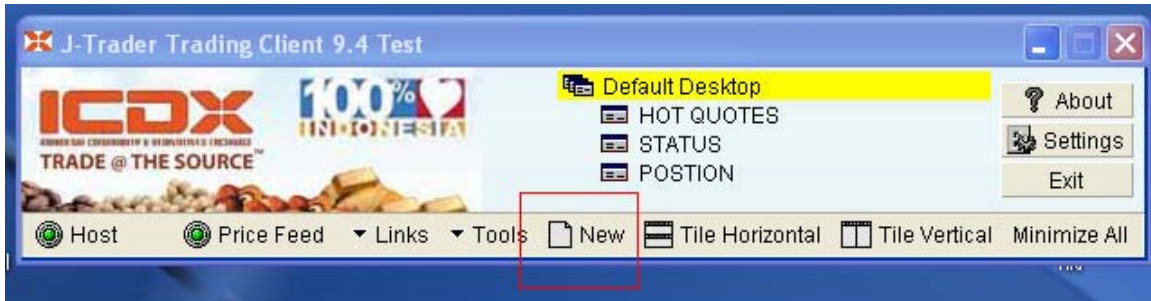 J-Trader Trading Client 9.4 Test
ICDX
TRADE @ THE SOURCE™
100%
INDONESIA
Default Desktop
HOT QUOTES
STATUS
POSTION
About
Settings
Exit
Host Price Feed Links Tools New Tile Horizontal Tile Vertical Minimize All